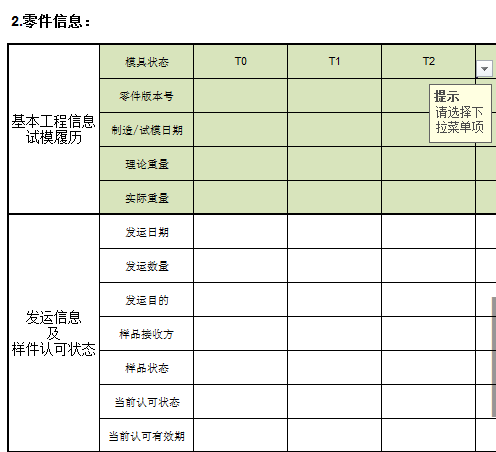 2.零件信息：
模具状态 T0 T1 T2
零件版本号
基本工程信息
试模履历
制造/试模日期
理论重量
实际重量
提示
请选择下
拉菜单项
发运日期
发运数量
发运目的
发运信息
及
样件认可状态
样品接收方
样品状态
当前认可状态
当前认可有效期